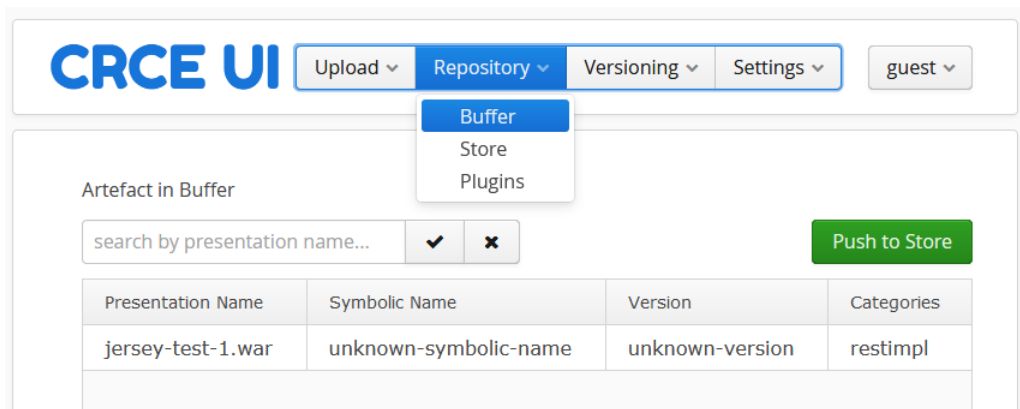 CRCE UI Upload Repository Versioning Settings guest
Buffer
Store
Plugins
Artefact in Buffer
search by presentation name... Push to Store
Presentation Name Symbolic Name Version Categories
jersey-test-1.war unknown-symbolic-name unknown-version restimpl